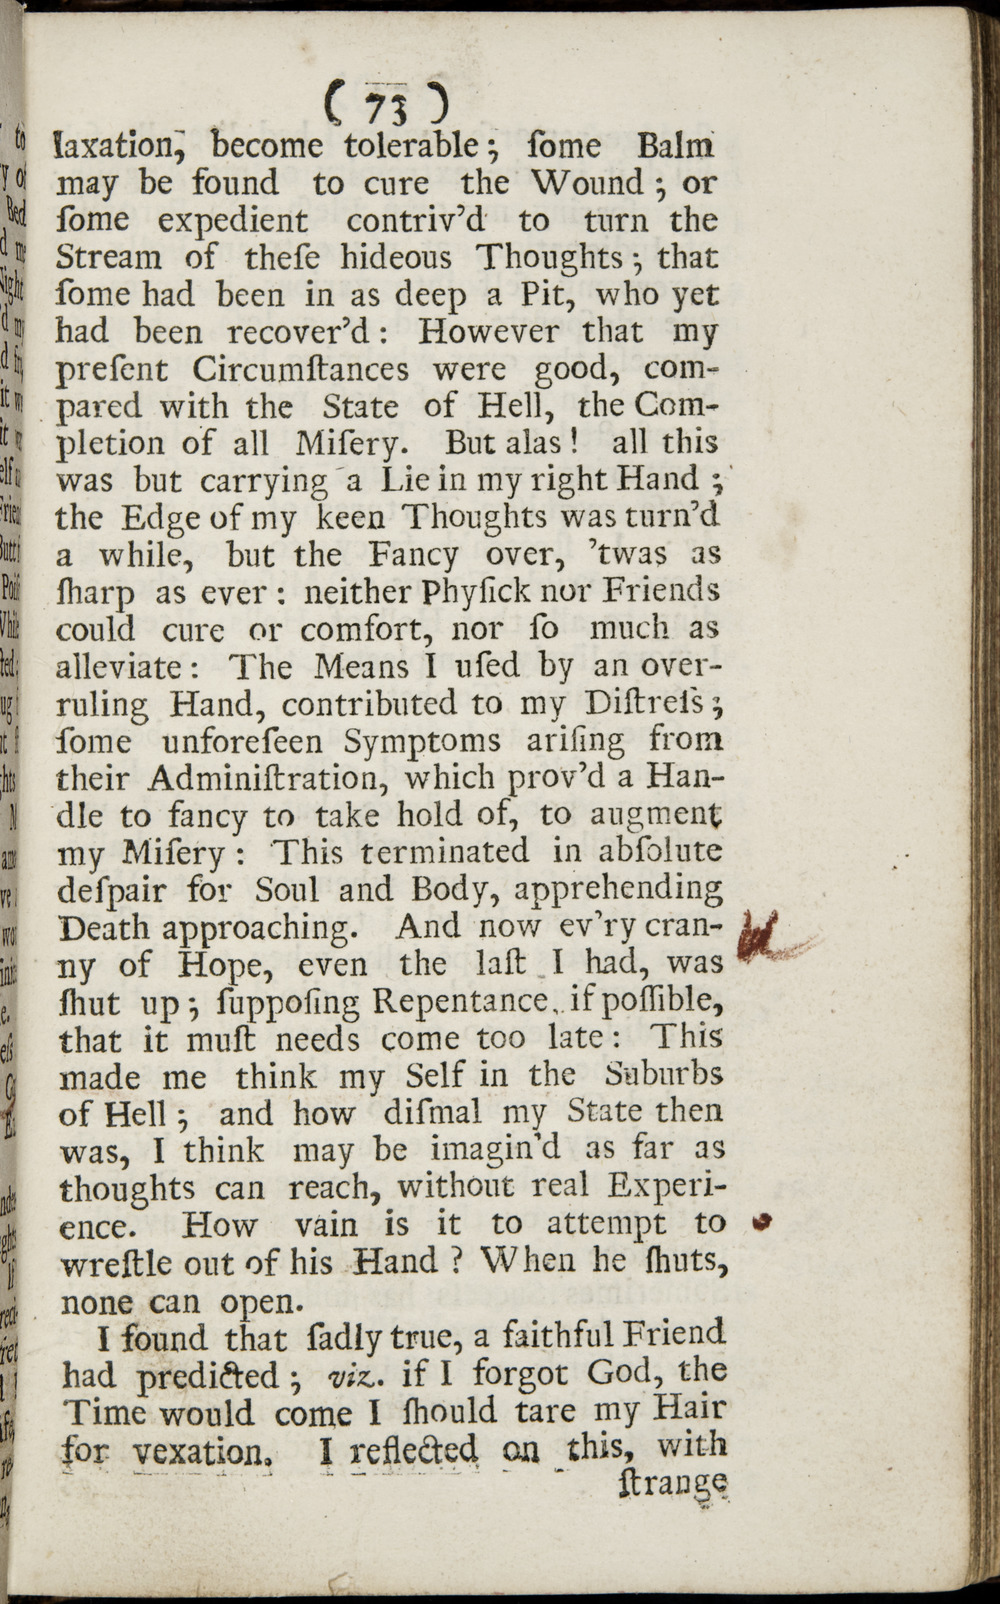 ( 73 )
laxation, become tolerable; ſome Balm
may be found to cure the Wound; or
ſome expedient contriv’d to turn the
Stream of theſe hideous Thoughts; that
ſome had been in as deep a Pit, who yet
had been recover’d: However that my
preſent Circumſtances were good, com-
pared with the State of Hell, the Com-
pletion of all Miſery. But alas! all this
was but carrying a Lie in my right Hand;
the Edge of my keen Thoughts was turn’d
a while, but the Fancy over, ’twas as
ſharp as ever: neither Phyſick nor Friends
could cure or comfort, nor ſo much as
alleviate: The Means I uſed by an over-
ruling Hand, contributed to my Diſtreſs;
ſome unforeſeen Symptoms ariſing from
their Adminiſtration, which prov’d a Han-
dle to fancy to take hold of, to augment
my Miſery: This terminated in abſolute
deſpair for Soul and Body, apprehending
Death approaching. And now ev’ry cran-
ny of Hope, even the laſt I had, was
ſhut up; ſuppoſing Repentance, if poſſible,
that it muſt needs come too late: This
made me think my Self in the Suburbs
of Hell; and how diſmal my State then
was, I think may be imagin’d as far as
thoughts can reach, without real Experi-
ence. How vain is it to attempt to
wreſtle out of his Hand? When he ſhuts,
none can open.
I found that ſadly true, a faithful Friend
had predicted; viz. if I forgot God, the
Time would come I ſhould tare my Hair
for vexation. I reflected on this, with
ſtrange